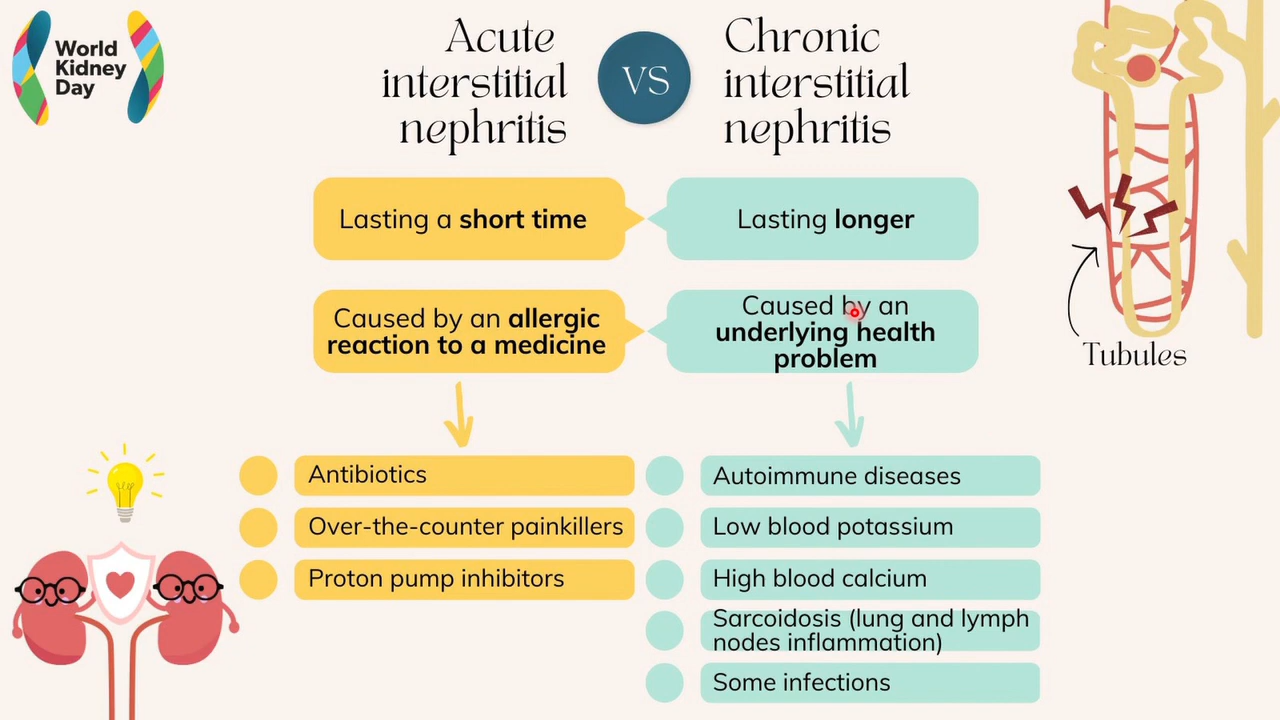 World
Kidney
Day
Acute
interstitial
nephritis
VS
Chronic
interstitial
nephritis
Lasting a short time
Lasting longer
Caused by an allergic
reaction to a medicine
Caused by an
underlying health
problem
Tubules
Antibiotics
Over-the-counter painkillers
Proton pump inhibitors
Autoimmune diseases
Low blood potassium
High blood calcium
Sarcoidosis (lung and lymph
nodes inflammation)
Some infections